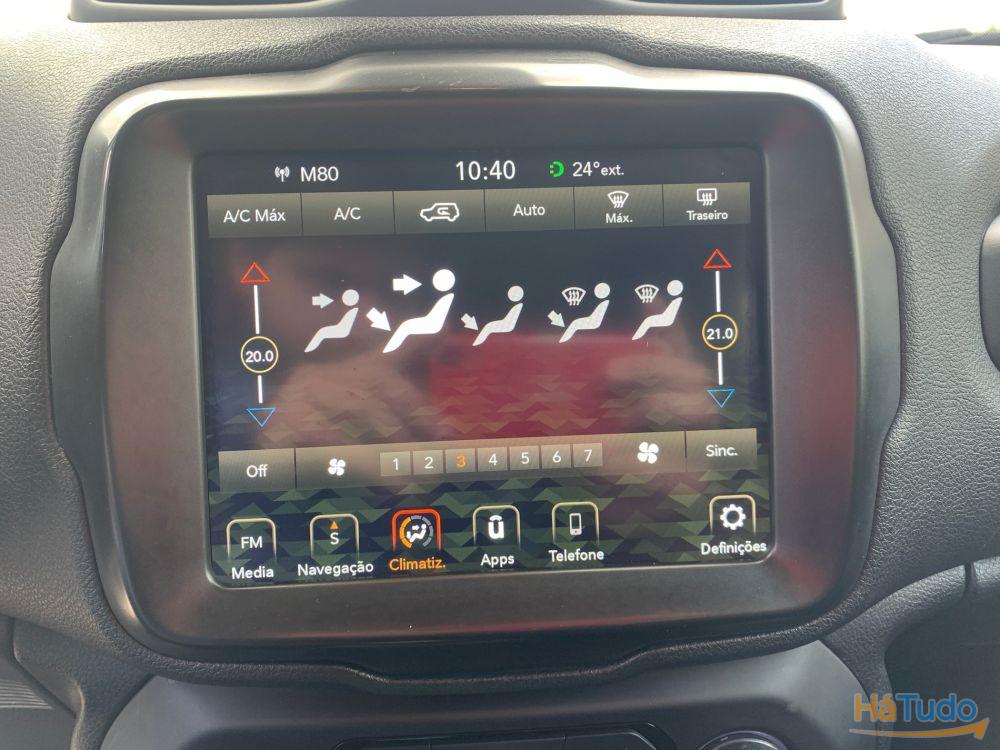 M80 10:40 24°ext.
A/C Máx A/C Auto Máx. Traseiro
20.0 21.0
Off 1 2 3 4 5 6 7 Sinc.
FM S
Media Navegação Climatiz. Apps Telefone Definições
HáTudo